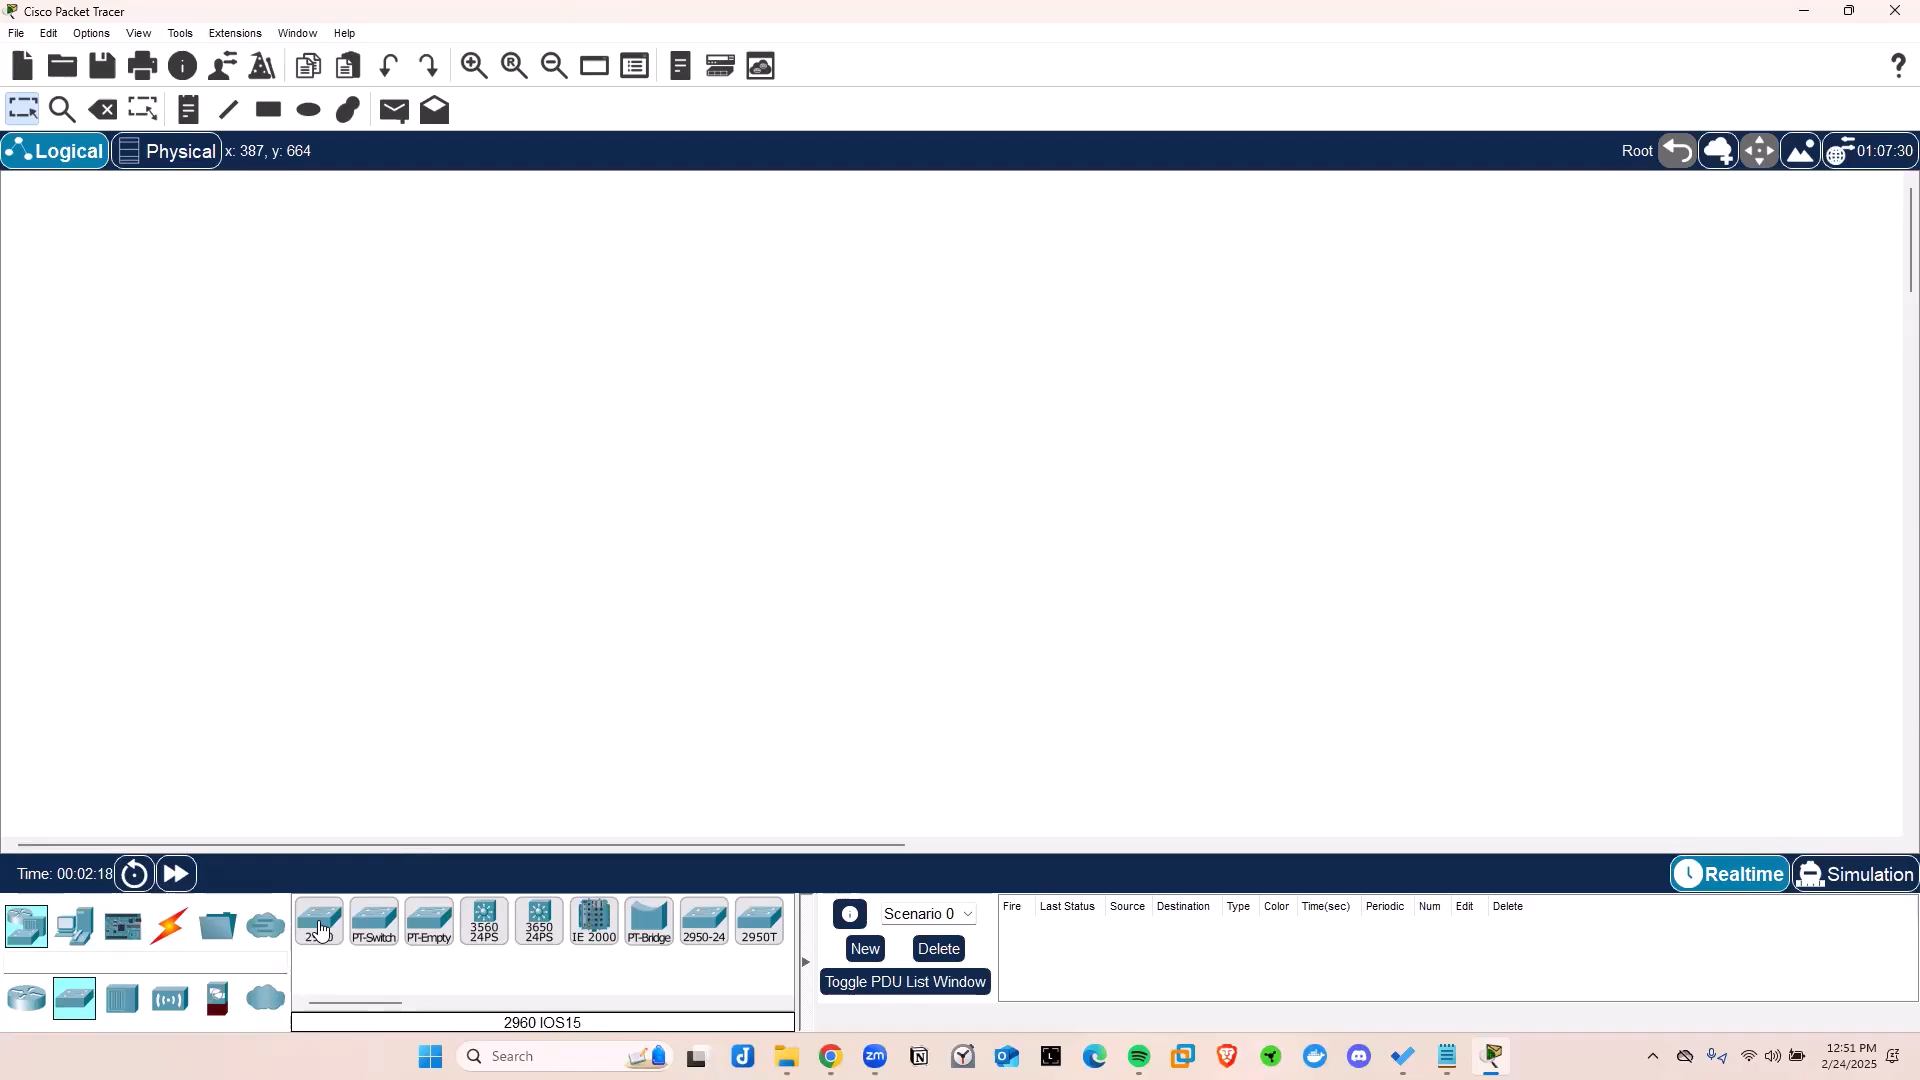 Cisco Packet Tracer
File Edit Options View Tools Extensions Window Help
Logical Physical x: 387, y: 664 Root 01:07:30
Time: 00:02:18 Realtime Simulation
PT-Switch PT-Empty 3560 24PS 3650 24PS IE 2000 PT-Bridge 2950-24 2950T
2960 IOS15
Scenario 0
New Delete
Toggle PDU List Window
Fire Last Status Source Destination Type Color Time(sec) Periodic Num Edit Delete
Search
12:51 PM
2/24/2025